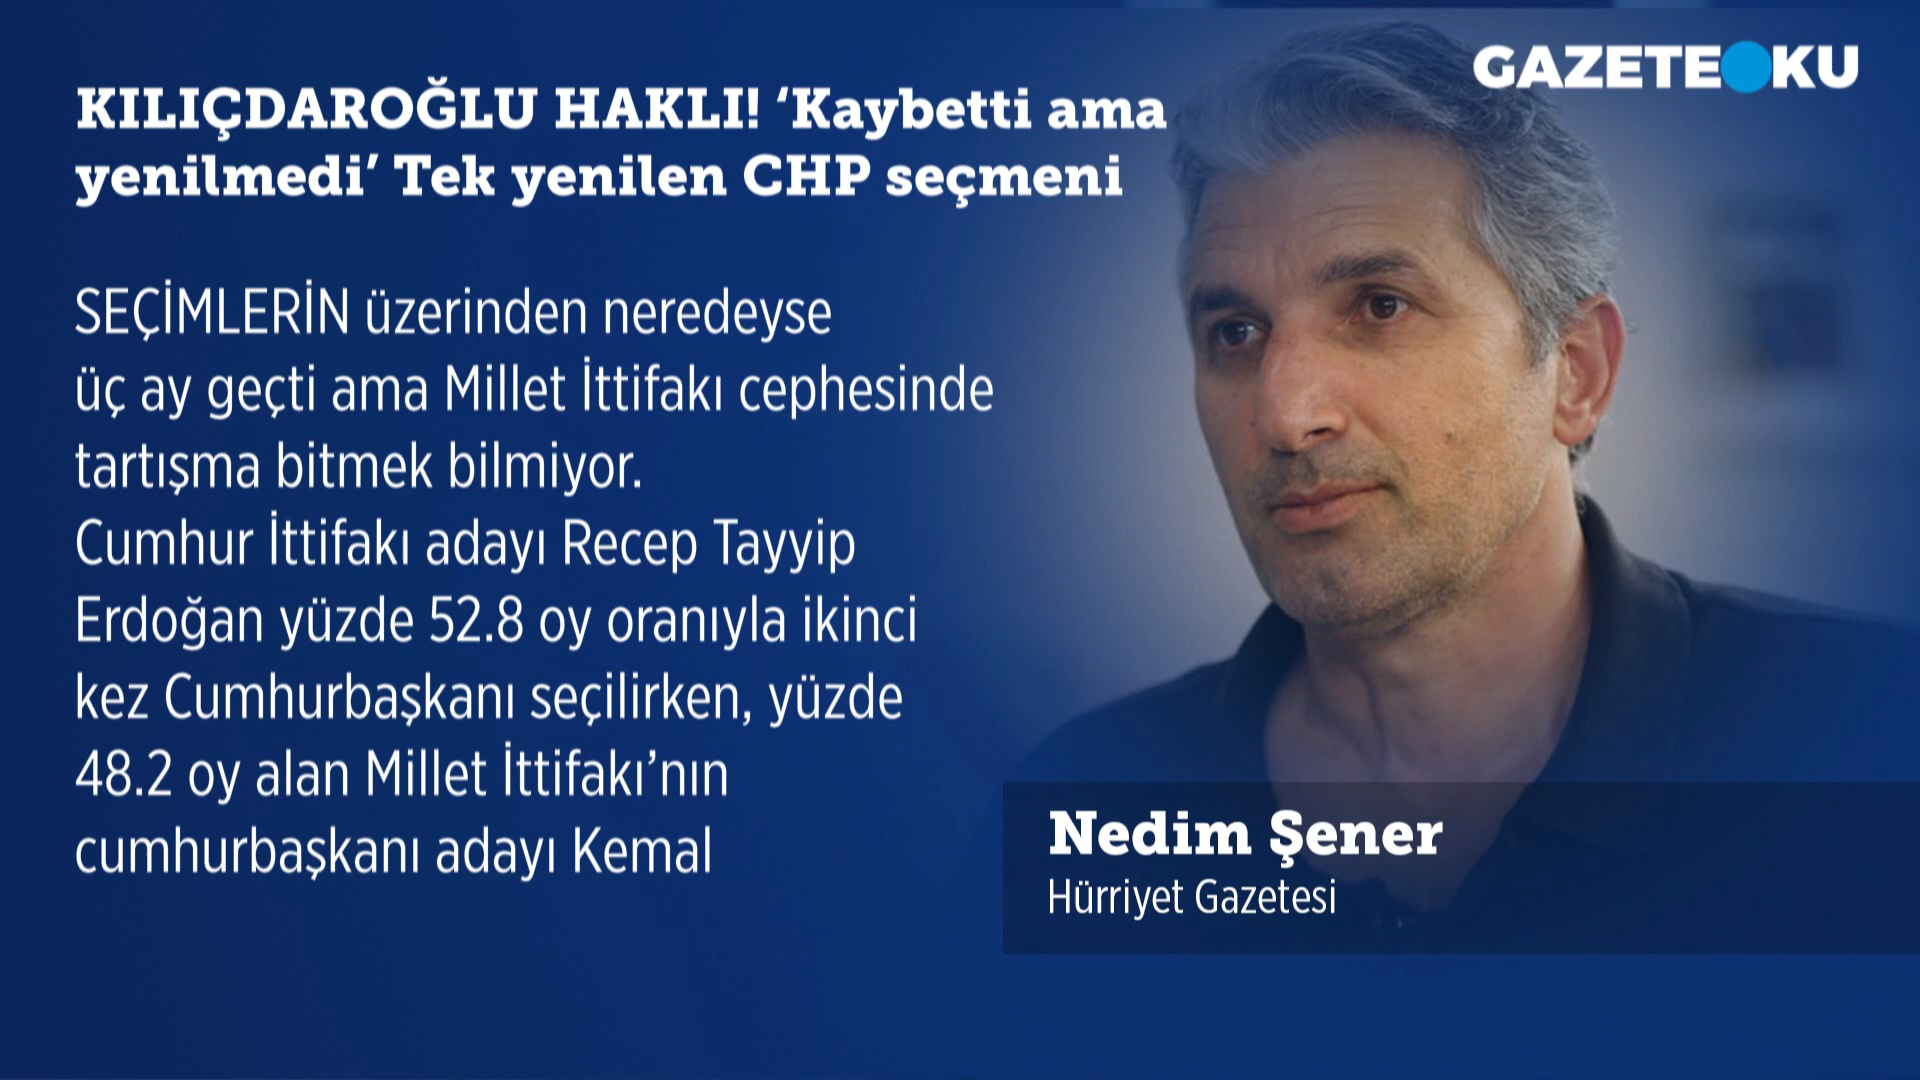 GAZETEOKU
KILIÇDAROĞLU HAKLI! ‘Kaybetti ama
yenilmedi’ Tek yenilen CHP seçmeni
SEÇİMLERİN üzerinden neredeyse
üç ay geçti ama Millet İttifakı cephesinde
tartışma bitmek bilmiyor.
Cumhur İttifakı adayı Recep Tayyip
Erdoğan yüzde 52.8 oy oranıyla ikinci
kez Cumhurbaşkanı seçilirken, yüzde
48.2 oy alan Millet İttifakı’nın
cumhurbaşkanı adayı Kemal
Nedim Şener
Hürriyet Gazetesi